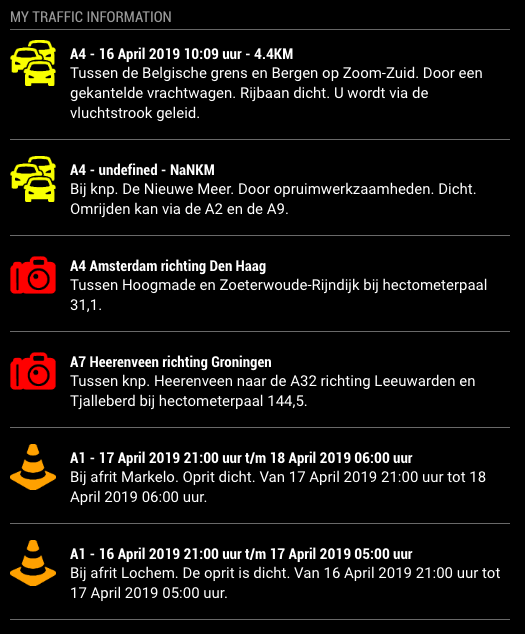 MY TRAFFIC INFORMATION
A4 - 16 April 2019 10:09 uur - 4.4KM
Tussen de Belgische grens en Bergen op Zoom-Zuid. Door een
gekantelde vrachtwagen. Rijbaan dicht. U wordt via de
vluchtstrook geleid.
A4 - undefined - NaNKM
Bij knp. De Nieuwe Meer. Door opruimwerkzaamheden. Dicht.
Omrijden kan via de A2 en de A9.
A4 Amsterdam richting Den Haag
Tussen Hoogmade en Zoeterwoude-Rijndijk bij hectometerpaal
31,1.
A7 Heerenveen richting Groningen
Tussen knp. Heerenveen naar de A32 richting Leeuwarden en
Tjalleberd bij hectometerpaal 144,5.
A1 - 17 April 2019 21:00 uur t/m 18 April 2019 06:00 uur
Bij afrit Markelo. Oprit dicht. Van 17 April 2019 21:00 uur tot 18
April 2019 06:00 uur.
A1 - 16 April 2019 21:00 uur t/m 17 April 2019 05:00 uur
Bij afrit Lochem. De oprit is dicht. Van 16 April 2019 21:00 uur tot
17 April 2019 05:00 uur.